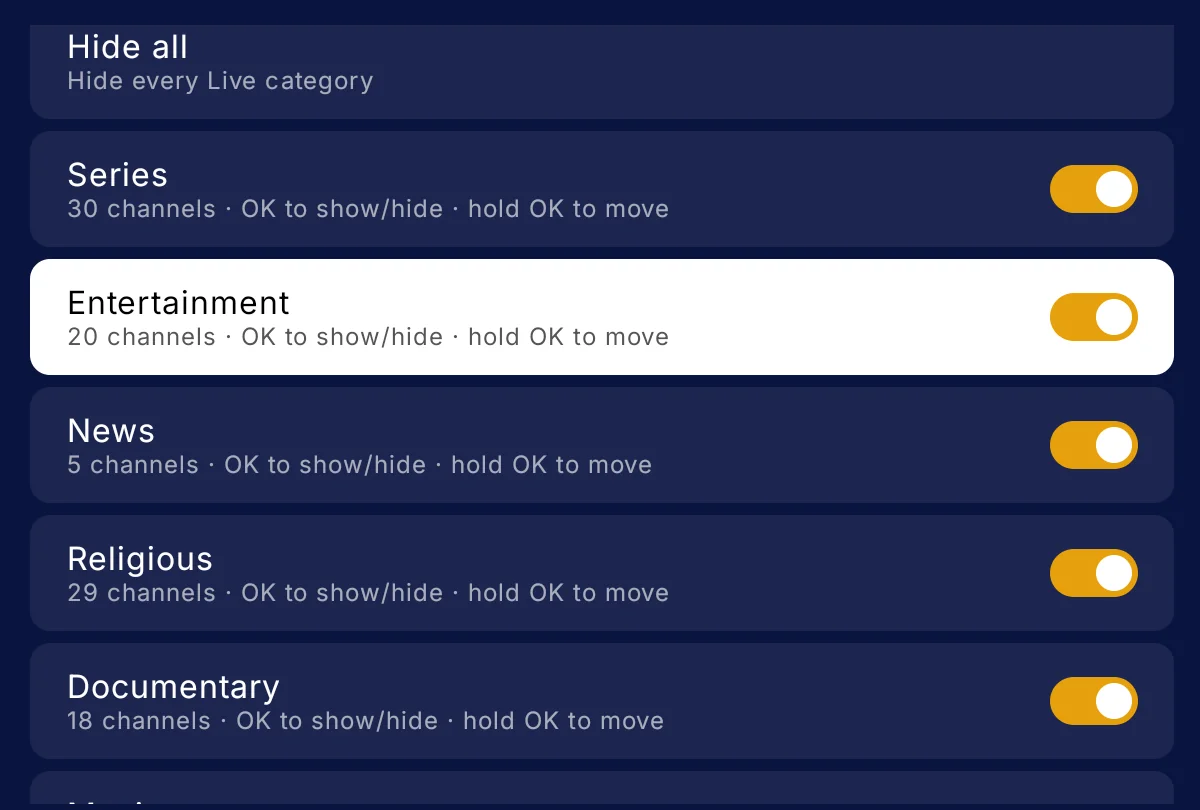 Hide all
Hide every Live category
Series
30 channels · OK to show/hide · hold OK to move
Entertainment
20 channels · OK to show/hide · hold OK to move
News
5 channels · OK to show/hide · hold OK to move
Religious
29 channels · OK to show/hide · hold OK to move
Documentary
18 channels · OK to show/hide · hold OK to move